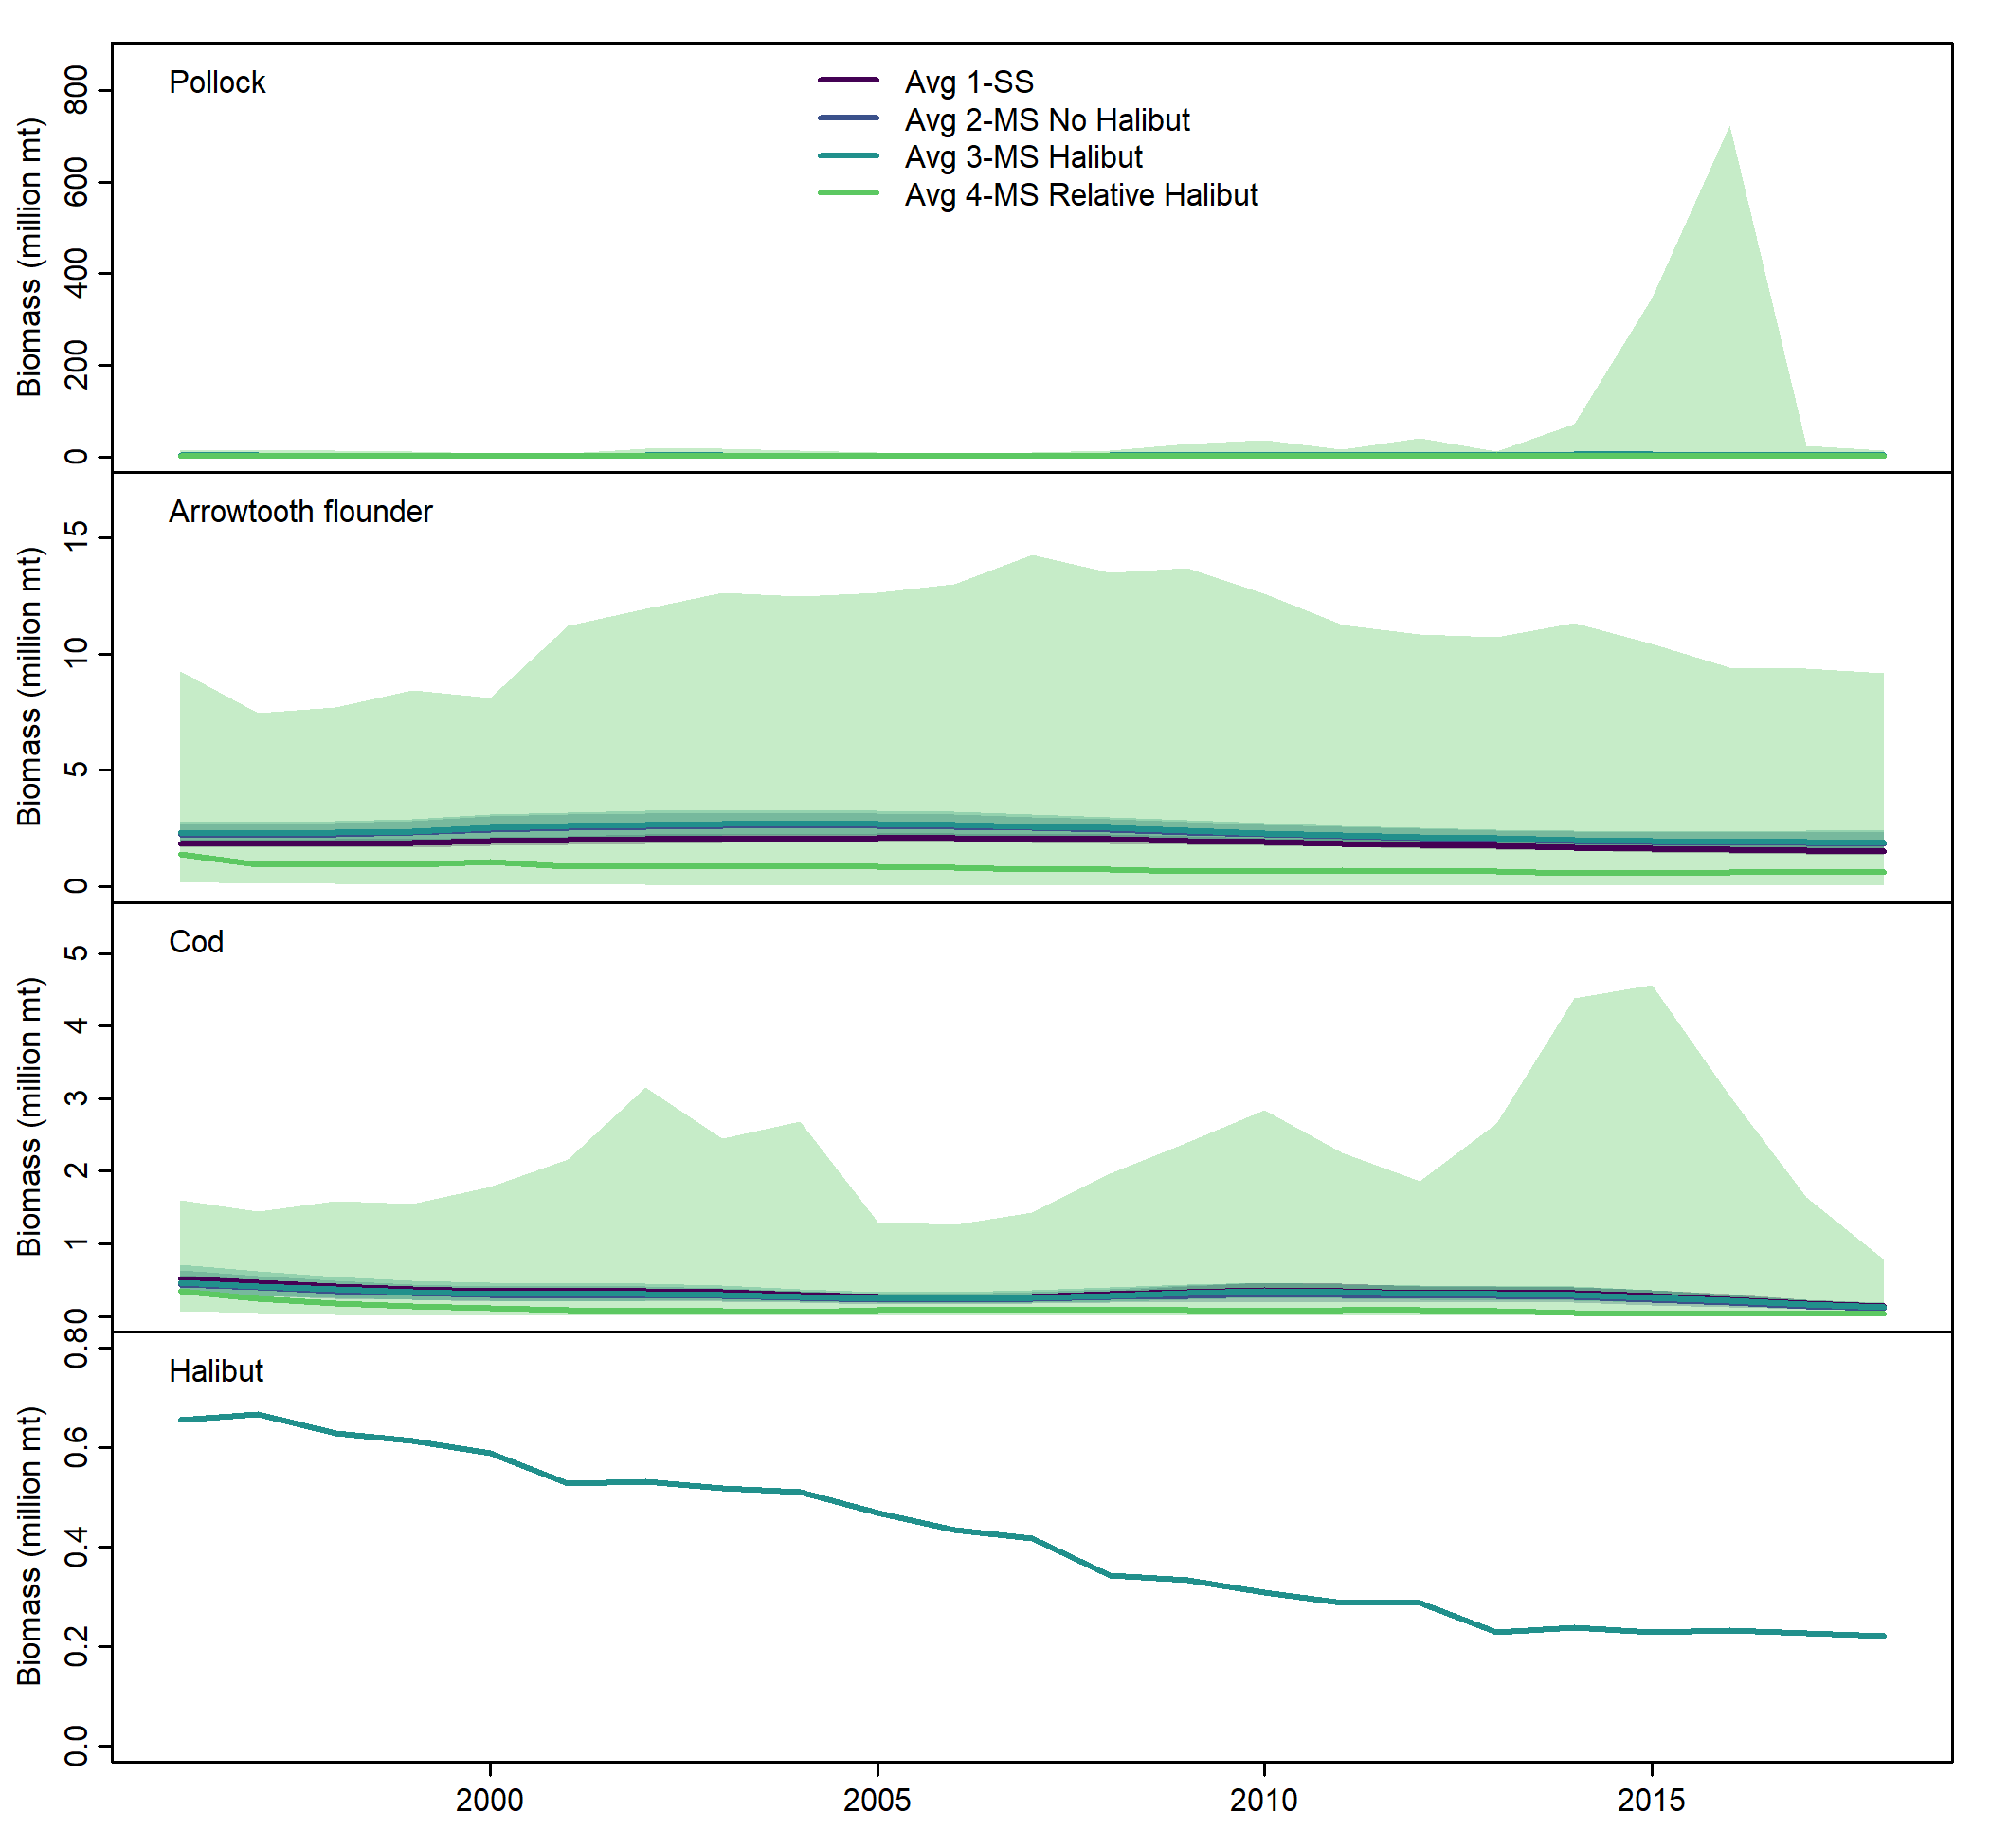 Pollock
Avg 1-SS
Avg 2-MS No Halibut
Avg 3-MS Halibut
Avg 4-MS Relative Halibut
Biomass (million mt)
800
600
400
200
0
Arrowtooth flounder
Biomass (million mt)
15
10
5
0
Cod
Biomass (million mt)
5
4
3
2
1
0
Halibut
Biomass (million mt)
0.8
0.6
0.4
0.2
0.0
2000 2005 2010 2015